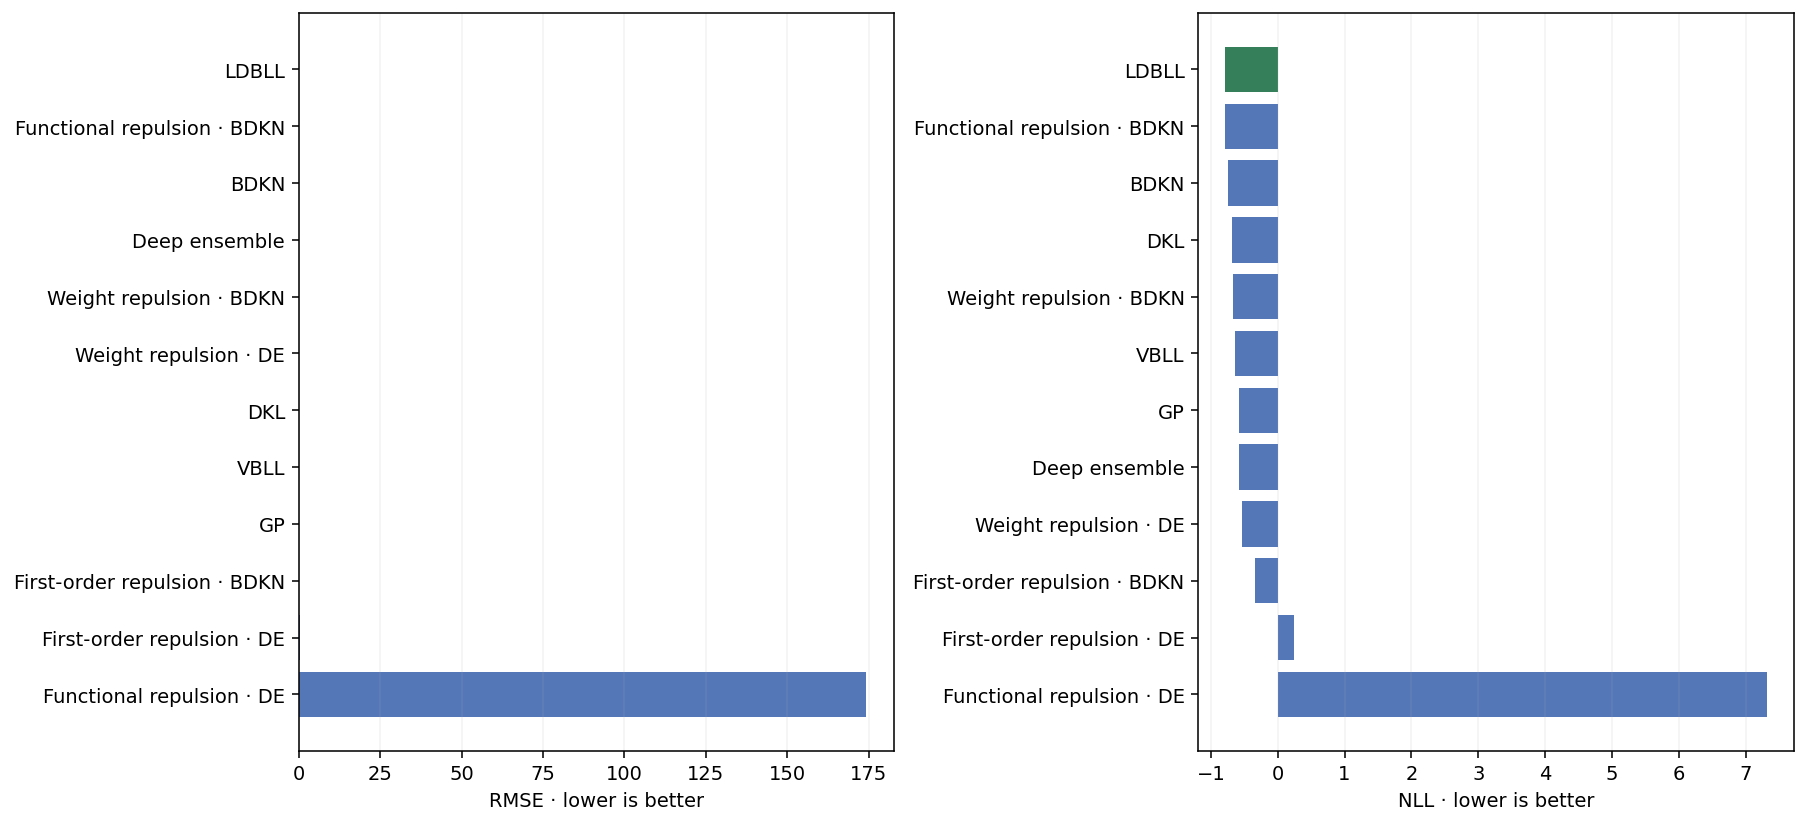 LDBLL
Functional repulsion · BDKN
BDKN
Deep ensemble
Weight repulsion · BDKN
Weight repulsion · DE
DKL
VBLL
GP
First-order repulsion · BDKN
First-order repulsion · DE
Functional repulsion · DE
0 25 50 75 100 125 150 175
RMSE · lower is better
LDBLL
Functional repulsion · BDKN
BDKN
DKL
Weight repulsion · BDKN
VBLL
GP
Deep ensemble
Weight repulsion · DE
First-order repulsion · BDKN
First-order repulsion · DE
Functional repulsion · DE
−1 0 1 2 3 4 5 6 7
NLL · lower is better